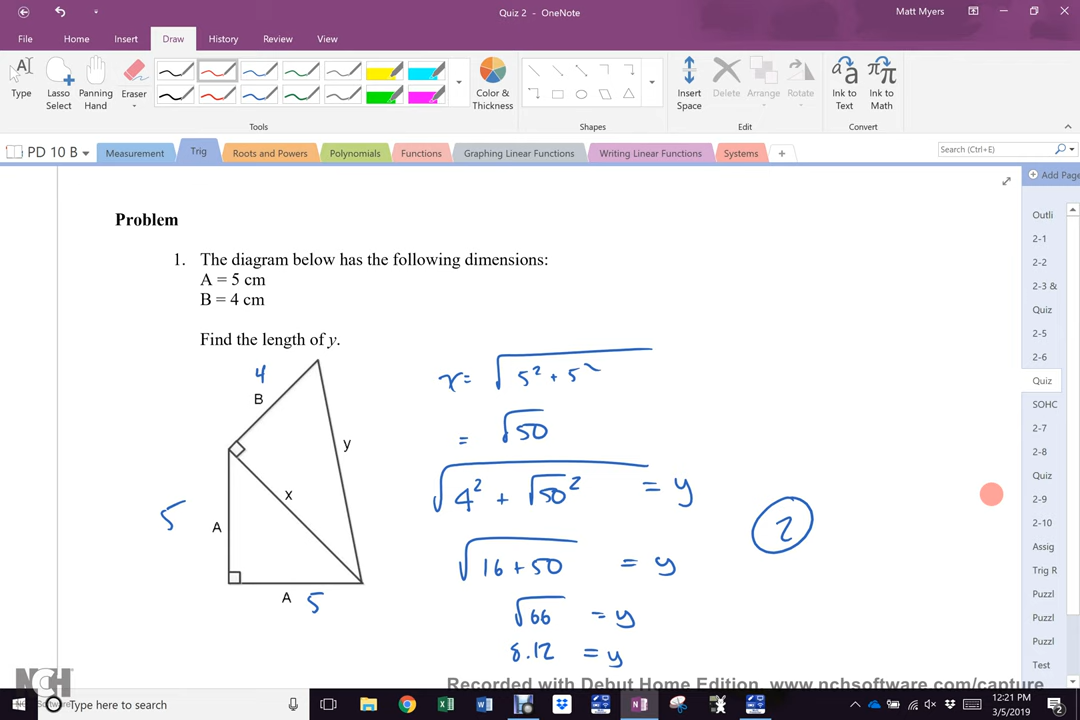 Quiz 2 - OneNote
Matt Myers
File Home Insert Draw History Review View
Type
Lasso Select
Panning Hand
Eraser
Color & Thickness
Insert Space
Delete
Arrange
Rotate
Ink to Text
Ink to Math
Tools
Shapes
Edit
Convert
PD 10 B
Measurement Trig Roots and Powers Polynomials Functions Graphing Linear Functions Writing Linear Functions Systems +
Search (Ctrl+E)
Add Page
Outli
2-1
2-2
2-3 &
Quiz
2-5
2-6
Quiz
SOHC
2-7
2-8
Quiz
2-9
2-10
Assig
Trig R
Puzzl
Puzzl
Puzzl
Test
Problem
1. The diagram below has the following dimensions:
A = 5 cm
B = 4 cm
Find the length of y.
4
B
y
x
5
A
A 5
x = √5² + 5²
= √50
√4² + √50² = y
2
√16 + 50 = y
√66 = y
8.12 = y
NCH
NCH Software
Recorded with Debut Home Edition www.nchsoftware.com/capture
Type here to search
12:21 PM
3/5/2019
2